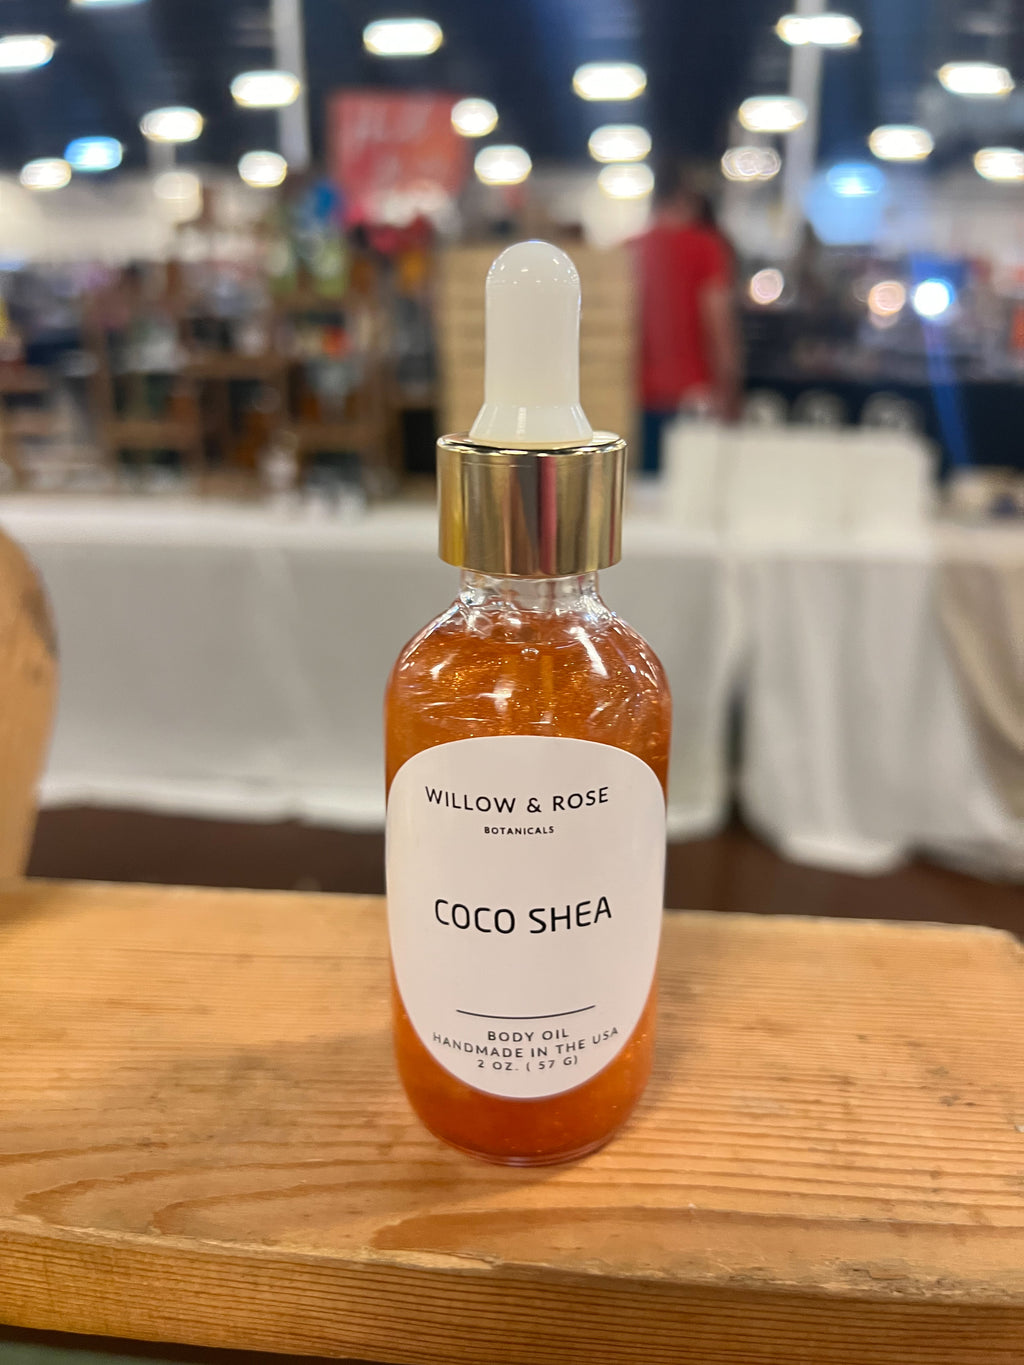 WILLOW & ROSE
BOTANICALS
COCO SHEA
BODY OIL
HANDMADE IN THE USA
2 OZ. ( 57 G)